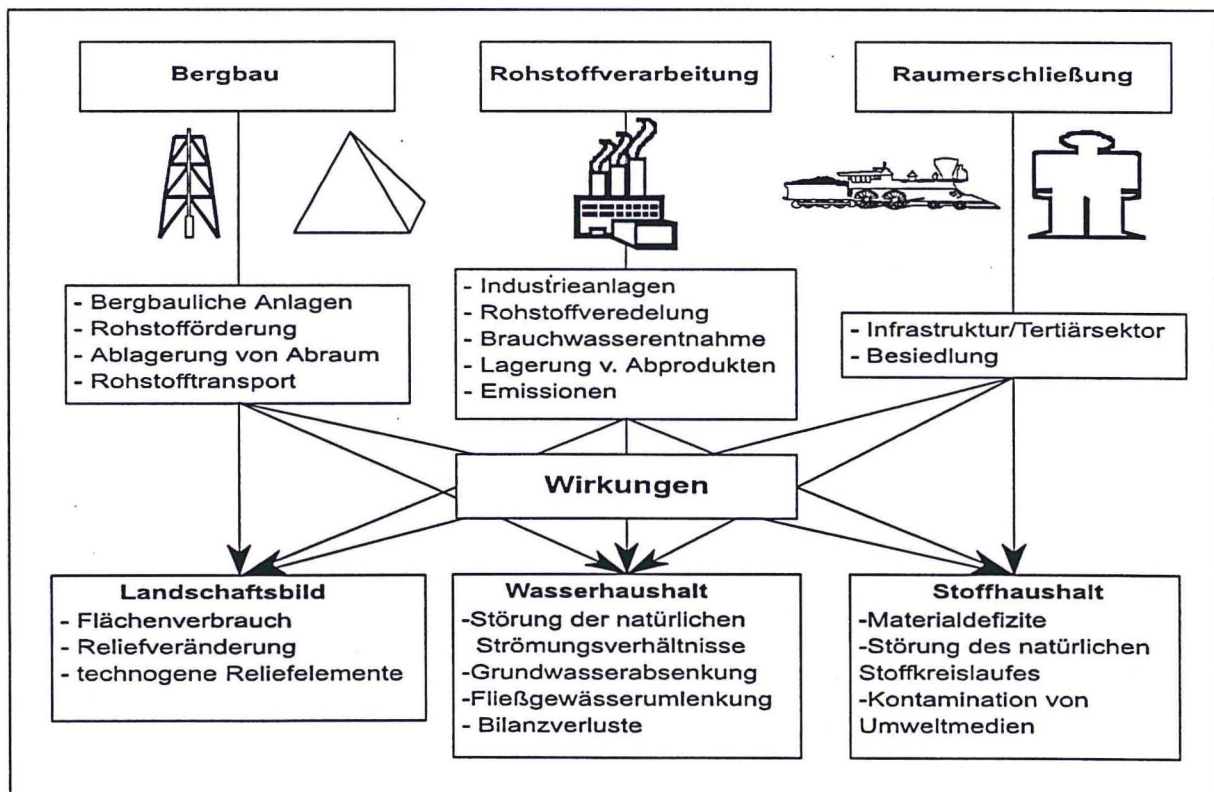 Bergbau
Rohstoffverarbeitung
Raumerschließung
- Bergbauliche Anlagen
- Rohstofförderung
- Ablagerung von Abraum
- Rohstofftransport
- Industrieanlagen
- Rohstoffveredelung
- Brauchwasserentnahme
- Lagerung v. Abprodukten
- Emissionen
- Infrastruktur/Tertiärsektor
- Besiedlung
Wirkungen
Landschaftsbild
- Flächenverbrauch
- Reliefveränderung
- technogene Reliefelemente
Wasserhaushalt
-Störung der natürlichen
Strömungsverhältnisse
-Grundwasserabsenkung
-Fließgewässerumlenkung
- Bilanzverluste
Stoffhaushalt
-Materialdefizite
-Störung des natürlichen
Stoffkreislaufes
-Kontamination von
Umweltmedien